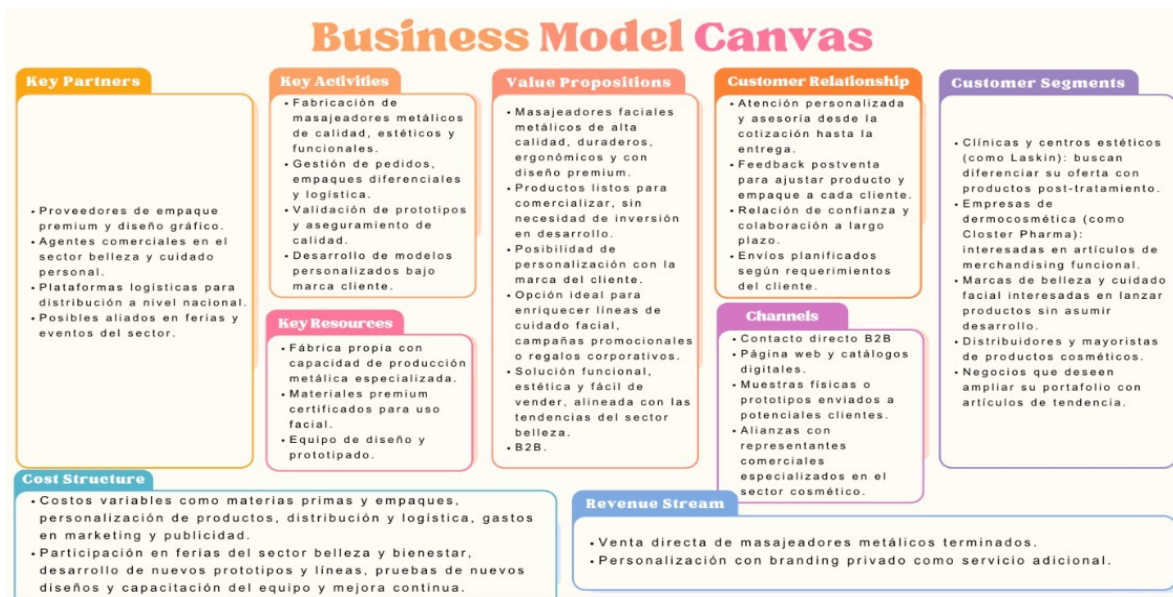 Business Model Canvas
Key Partners
• Proveedores de empaque
premium y diseño gráfico.
• Agentes comerciales en el
sector belleza y cuidado
personal.
• Plataformas logísticas para
distribución a nivel nacional.
• Posibles aliados en ferias y
eventos del sector.
Key Activities
• Fabricación de
masajeadores metálicos
de calidad, estéticos y
funcionales.
• Gestión de pedidos,
empaques diferenciales
y logística.
• Validación de prototipos
y aseguramiento de
calidad.
• Desarrollo de modelos
personalizados bajo
marca cliente.
Key Resources
• Fábrica propia con
capacidad de producción
metálica especializada.
• Materiales premium
certificados para uso
facial.
• Equipo de diseño y
prototipado.
Value Propositions
• Masajeadores faciales
metálicos de alta
calidad, duraderos,
ergonómicos y con
diseño premium.
• Productos listos para
comercializar, sin
necesidad de inversión
en desarrollo.
• Posibilidad de
personalización con la
marca del cliente.
• Opción ideal para
enriquecer líneas de
cuidado facial,
campañas promocionales
o regalos corporativos.
• Solución funcional,
estética y fácil de
vender, alineada con las
tendencias del sector
belleza.
• B2B.
Customer Relationship
• Atención personalizada
y asesoría desde la
cotización hasta la
entrega.
• Feedback postventa
para ajustar producto y
empaque a cada cliente.
• Relación de confianza y
colaboración a largo
plazo.
• Envíos planificados
según requerimientos
del cliente.
Channels
• Contacto directo B2B
• Página web y catálogos
digitales.
• Muestras físicas o
prototipos enviados a
potenciales clientes.
• Alianzas con
representantes
comerciales
especializados en el
sector cosmético.
Customer Segments
• Clínicas y centros estéticos
(como Laskin): buscan
diferenciar su oferta con
productos post-tratamiento.
• Empresas de
dermocosmética (como
Closter Pharma):
interesadas en artículos de
merchandising funcional.
• Marcas de belleza y cuidado
facial interesadas en lanzar
productos sin asumir
desarrollo.
• Distribuidores y mayoristas
de productos cosméticos.
• Negocios que deseen
ampliar su portafolio con
artículos de tendencia.
Cost Structure
• Costos variables como materias primas y empaques,
personalización de productos, distribución y logística, gastos
en marketing y publicidad.
• Participación en ferias del sector belleza y bienestar,
desarrollo de nuevos prototipos y líneas, pruebas de nuevos
diseños y capacitación del equipo y mejora continua.
Revenue Stream
• Venta directa de masajeadores metálicos terminados.
• Personalización con branding privado como servicio adicional.